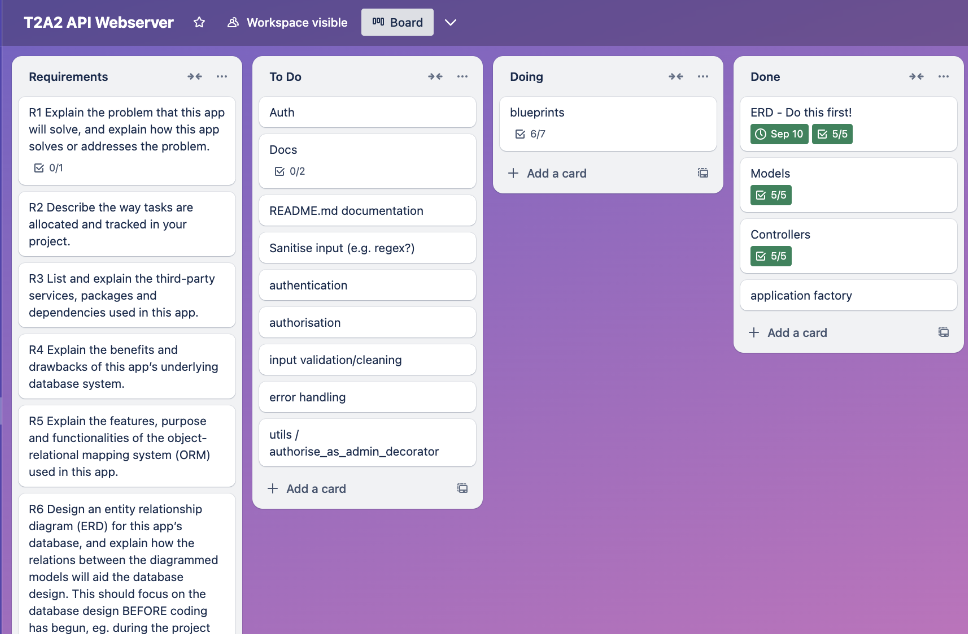 T2A2 API Webserver
Workspace visible
Board
Requirements
R1 Explain the problem that this app
will solve, and explain how this app
solves or addresses the problem.
0/1
R2 Describe the way tasks are
allocated and tracked in your
project.
R3 List and explain the third-party
services, packages and
dependencies used in this app.
R4 Explain the benefits and
drawbacks of this app's underlying
database system.
R5 Explain the features, purpose
and functionalities of the object-
relational mapping system (ORM)
used in this app.
R6 Design an entity relationship
diagram (ERD) for this app's
database, and explain how the
relations between the diagrammed
models will aid the database
design. This should focus on the
database design BEFORE coding
has begun, eg. during the project
To Do
Auth
Docs
0/2
README.md documentation
Sanitise input (e.g. regex?)
authentication
authorisation
input validation/cleaning
error handling
utils /
authorise_as_admin_decorator
Add a card
Doing
blueprints
6/7
Add a card
Done
ERD - Do this first!
Sep 10
5/5
Models
5/5
Controllers
5/5
application factory
Add a card